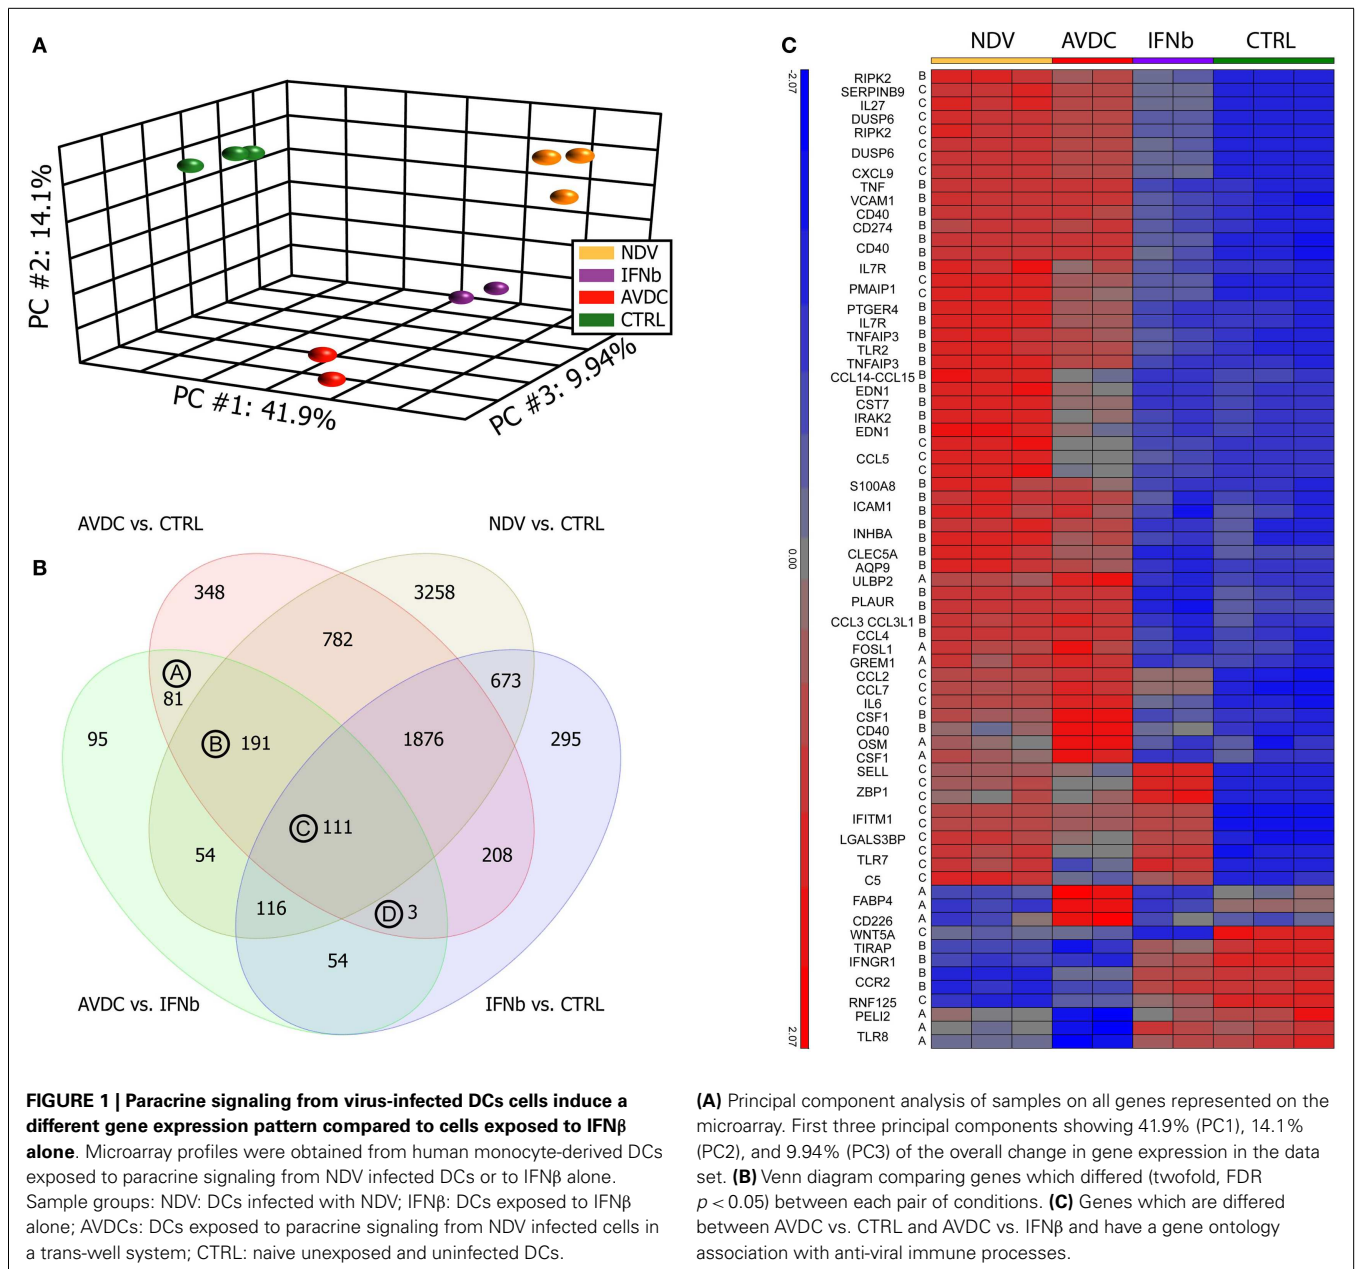 A
PC #2: 14.1%
PC #1: 41.9%
PC #3: 9.94%
NDV
IFNb
AVDC
CTRL
B
AVDC vs. CTRL
NDV vs. CTRL
348
3258
782
A
81
673
95
B 191
1876
295
C 111
54
208
116
D 3
54
AVDC vs. IFNb
IFNb vs. CTRL
C
NDV AVDC IFNb CTRL
-2.07
0.00
2.07
RIPK2 B
SERPINB9 C
IL27 C
DUSP6 C
RIPK2 C
C
DUSP6 C
CXCL9 C
TNF B
VCAM1 B
CD40 B
CD274 B
B
CD40 B
IL7R B
C
PMAIP1 C
PTGER4 B
IL7R B
TNFAIP3 B
TLR2 B
TNFAIP3 B
CCL14-CCL15 B
EDN1 B
CST7 B
IRAK2 B
EDN1 B
C
CCL5 C
C
S100A8 B
B
ICAM1 B
B
INHBA B
CLEC5A B
AQP9 B
ULBP2 A
B
PLAUR B
CCL3 CCL3L1 B
CCL4 B
FOSL1 A
GREM1 A
CCL2 C
CCL7 C
IL6 C
CSF1 B
CD40 B
OSM A
CSF1 A
SELL C
C
ZBP1 C
C
IFITM1 C
LGALS3BP C
C
TLR7 C
C5 C
A
FABP4 A
CD226 A
WNT5A C
TIRAP B
IFNGR1 B
B
CCR2 B
RNF125 C
PELI2 A
A
TLR8 A
FIGURE 1 | Paracrine signaling from virus-infected DCs cells induce a
different gene expression pattern compared to cells exposed to IFNβ
alone. Microarray profiles were obtained from human monocyte-derived DCs
exposed to paracrine signaling from NDV infected DCs or to IFNβ alone.
Sample groups: NDV: DCs infected with NDV; IFNβ: DCs exposed to IFNβ
alone; AVDCs: DCs exposed to paracrine signaling from NDV infected cells in
a trans-well system; CTRL: naive unexposed and uninfected DCs.
(A) Principal component analysis of samples on all genes represented on the
microarray. First three principal components showing 41.9% (PC1), 14.1%
(PC2), and 9.94% (PC3) of the overall change in gene expression in the data
set. (B) Venn diagram comparing genes which differed (twofold, FDR
p < 0.05) between each pair of conditions. (C) Genes which are differed
between AVDC vs. CTRL and AVDC vs. IFNβ and have a gene ontology
association with anti-viral immune processes.